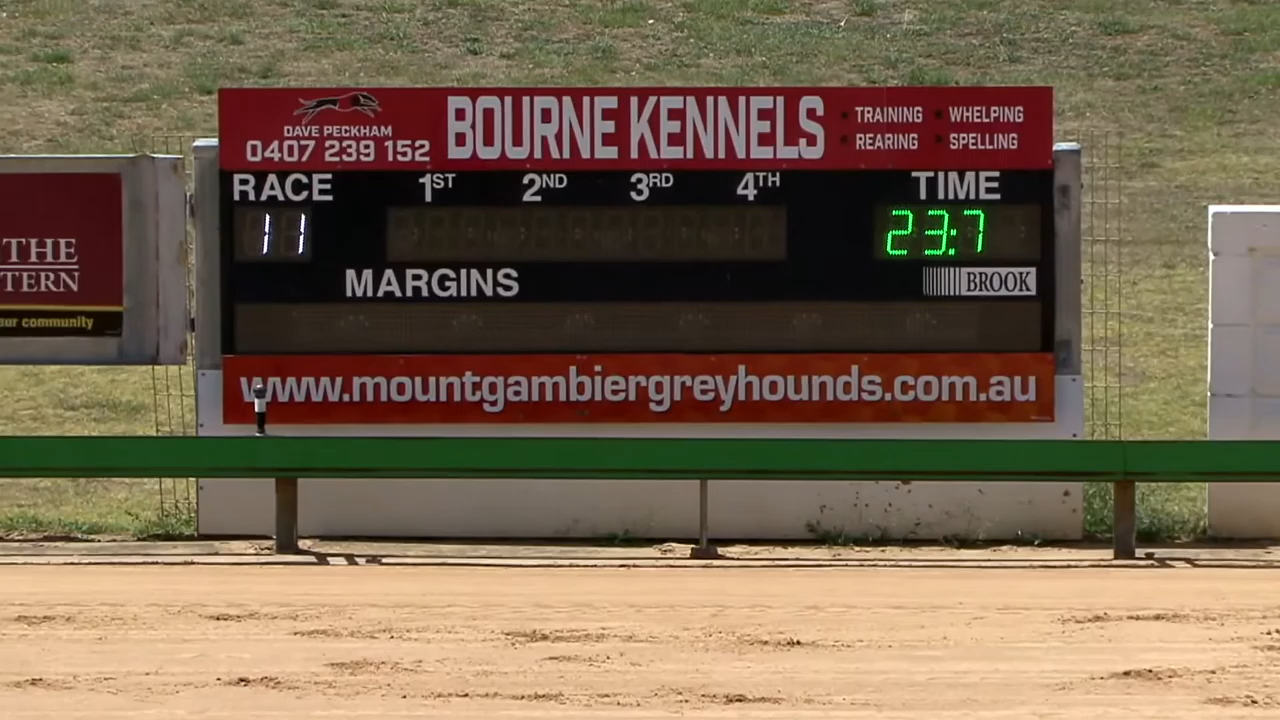 BOURNE KENNELS
DAVE PECKHAM
0407 239 152
TRAINING WHELPING
REARING SPELLING
RACE 1ST 2ND 3RD 4TH TIME
11 23:7
MARGINS
BROOK
www.mountgambiergreyhounds.com.au
THE
TERN
our community